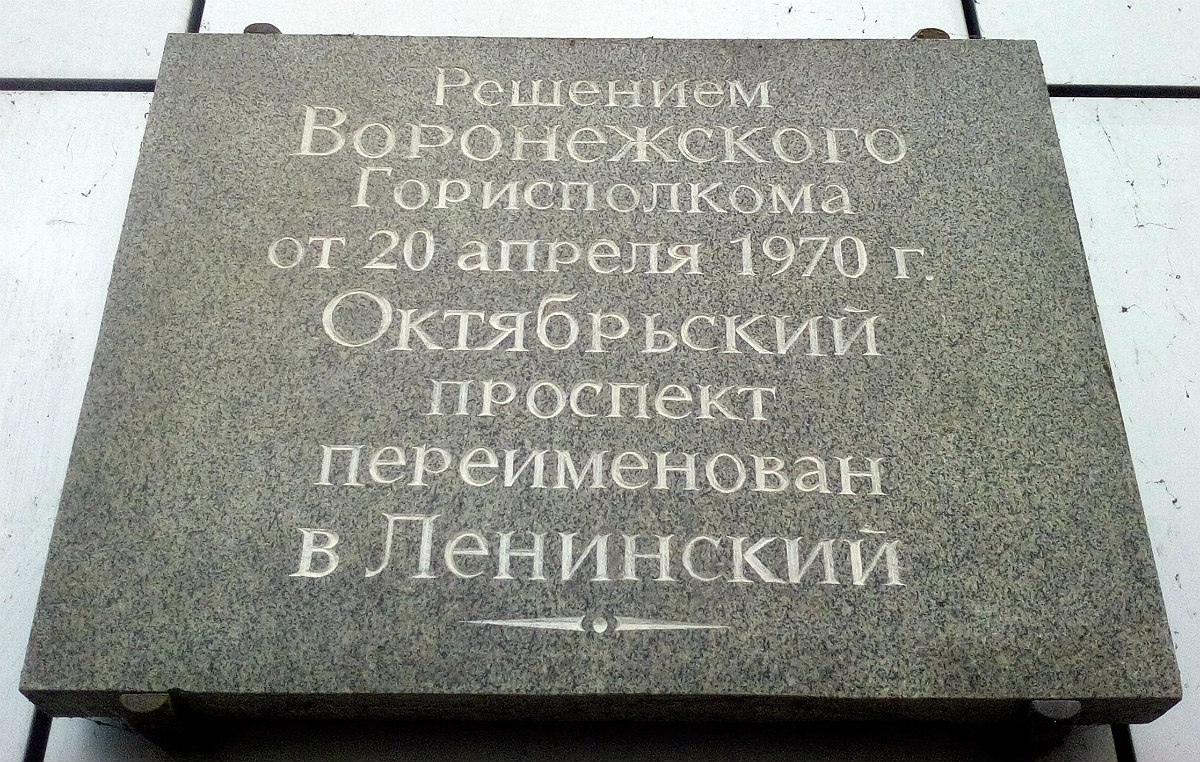 Решением
Воронежского
Горисполкома
от 20 апреля 1970 г.
Октябрьский
проспект
переименован
в Ленинский